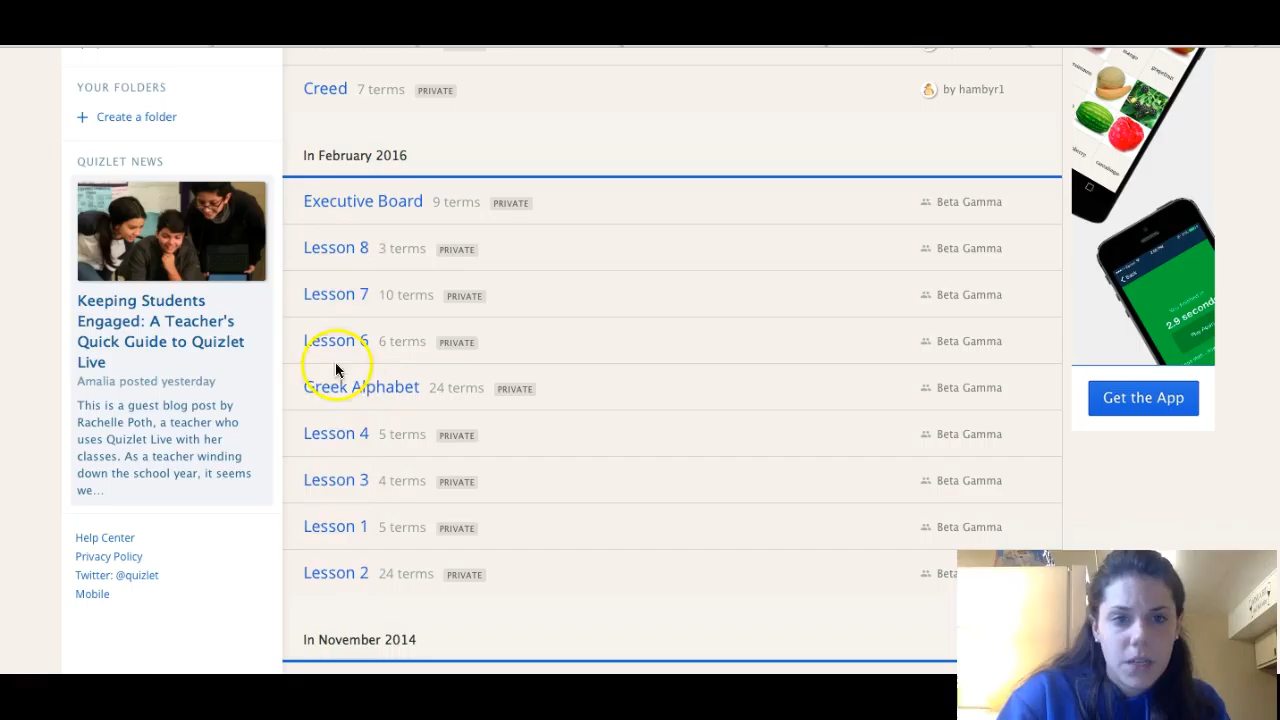 YOUR FOLDERS
+ Create a folder
QUIZLET NEWS
Keeping Students
Engaged: A Teacher's
Quick Guide to Quizlet
Live
Amalia posted yesterday
This is a guest blog post by
Rachelle Poth, a teacher who
uses Quizlet Live with her
classes. As a teacher winding
down the school year, it seems
we...
Help Center
Privacy Policy
Twitter: @quizlet
Mobile
Creed 7 terms PRIVATE by hambyr1
In February 2016
Executive Board 9 terms PRIVATE Beta Gamma
Lesson 8 3 terms PRIVATE Beta Gamma
Lesson 7 10 terms PRIVATE Beta Gamma
Lesson 6 6 terms PRIVATE Beta Gamma
Greek Alphabet 24 terms PRIVATE Beta Gamma
Lesson 4 5 terms PRIVATE Beta Gamma
Lesson 3 4 terms PRIVATE Beta Gamma
Lesson 1 5 terms PRIVATE Beta Gamma
Lesson 2 24 terms PRIVATE Beta
In November 2014
mango
Back
2.9 seconds
Get the App